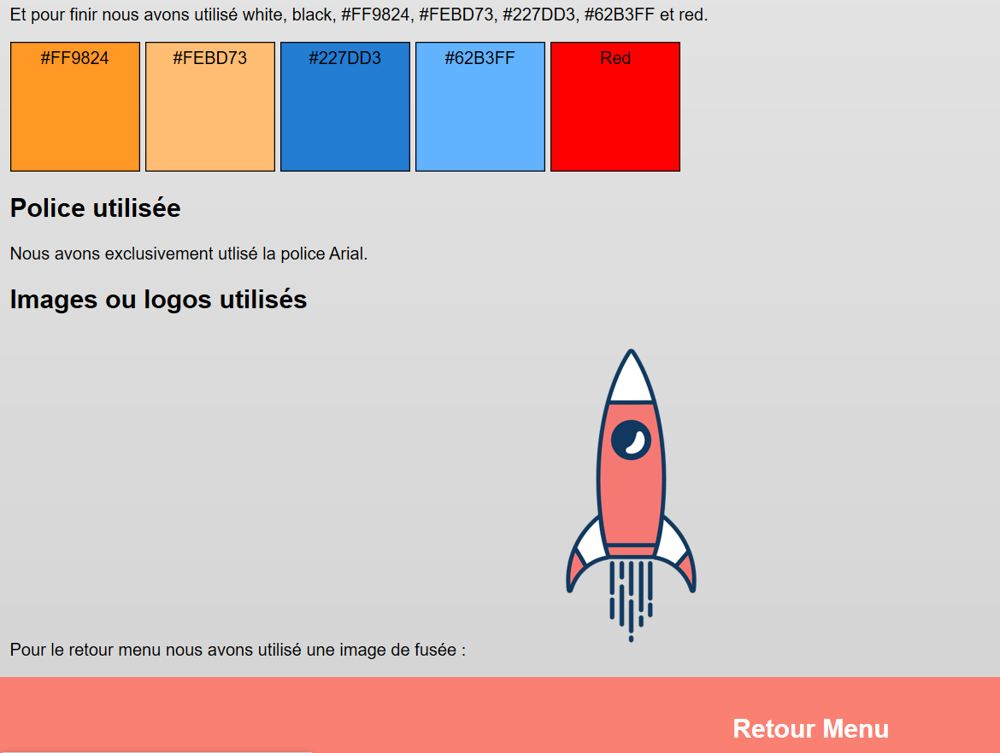 Et pour finir nous avons utilisé white, black, #FF9824, #FEBD73, #227DD3, #62B3FF et red.
#FF9824
#FEBD73
#227DD3
#62B3FF
Red
Police utilisée
Nous avons exclusivement utlisé la police Arial.
Images ou logos utilisés
Pour le retour menu nous avons utilisé une image de fusée :
Retour Menu